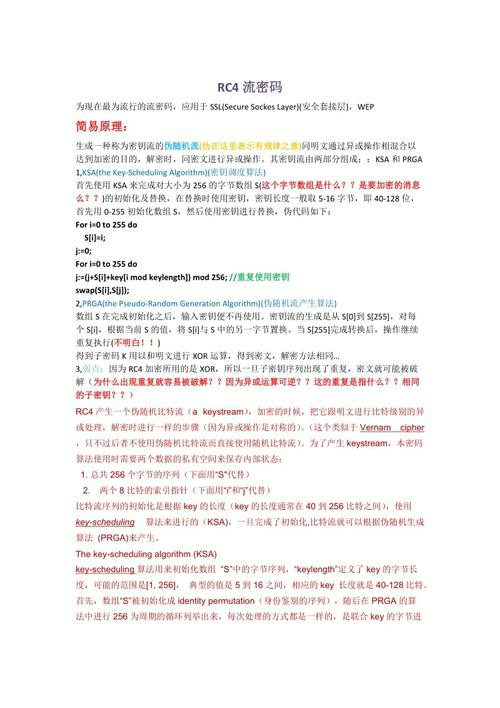 RC4 流密码
为现在最为流行的流密码，应用于 SSL(Secure Sockes Layer)(安全套接层)，WEP
简易原理：
生成一种称为密钥流的伪随机流(伪在这里表示有规律之意)同明文通过异或操作相混合以
达到加密的目的，解密时，同密文进行异或操作。其密钥流由两部分组成：：KSA 和 PRGA
1,KSA(the Key-Scheduling Algorithm)(密钥调度算法)
首先使用 KSA 来完成对大小为 256 的字节数组 S(这个字节数组是什么？？是要加密的消息
么？？)的初始化及替换，在替换时使用密钥，密钥长度一般取 5-16 字节，即 40-128 位，
首先用 0-255 初始化数组 S，然后使用密钥进行替换，伪代码如下：
For i=0 to 255 do
S[i]=i;
j:=0;
For i=0 to 255 do
j:=(j+S[i]+key[i mod keylength]) mod 256; //重复使用密钥
swap(S[i],S[j]);
2,PRGA(the Pseudo-Random Generation Algorithm)(伪随机流产生算法)
数组 S 在完成初始化之后，输入密钥便不再使用。密钥流的生成是从 S[0]到 S[255]，对每
个 S[i]，根据当前 S 的值，将 S[i]与 S 中的另一字节置换。当 S[255]完成转换后，操作继续
重复执行(不明白！！)
得到子密码 K 用以和明文进行 XOR 运算，得到密文，解密方法相同…
3,弱点：因为 RC4 加密所用的是 XOR，所以一旦子密钥序列出现了重复，密文就可能被破
解（为什么出现重复就容易被破解？？因为异或运算可逆？？这的重复是指什么？？相同
的子密钥？？）
RC4 产生一个伪随机比特流（a keystream），加密的时候，把它跟明文进行比特级别的异
或处理，解密时进行一样的步骤（因为异或操作是对称的）。（这个类似于 Vernam cipher
，只不过后者不使用伪随机比特流而直接使用随机比特流）。为了产生 keystream，本密码
算法使用时需要两个数据的私有空间来保存内部状态：
1. 总共 256 个字节的序列（下面用“S”代替）
2. 两个 8 比特的索引指针（下面用“i”和“j”代替）
比特流序列的初始化是根据 key 的长度（key 的长度通常在 40 到 256 比特之间），使用
key-scheduling 算法来进行的（KSA)，一旦完成了初始化,比特流就可以根据伪随机生成
算法 (PRGA)来产生。
The key-scheduling algorithm (KSA)
key-scheduling 算法用来初始化数组 “S”中的字节序列，“keylength”定义了 key 的字节长
度，可能的范围是[1, 256]， 典型的值是 5 到 16 之间，相应的 key 长度就是 40-128 比特。
首先，数组“S”被初始化成 identity permutation（身份鉴别的序列），随后在 PRGA 的算
法中进行 256 为周期的循环列举出来，每次处理的方式都是一样的，是联合 key 的字节进